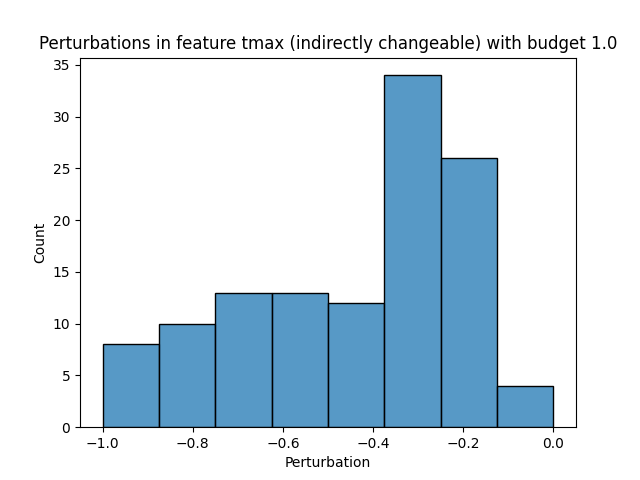 Perturbations in feature tmax (indirectly changeable) with budget 1.0
35
30
25
20
15
10
5
0
Count
−1.0 −0.8 −0.6 −0.4 −0.2 0.0
Perturbation